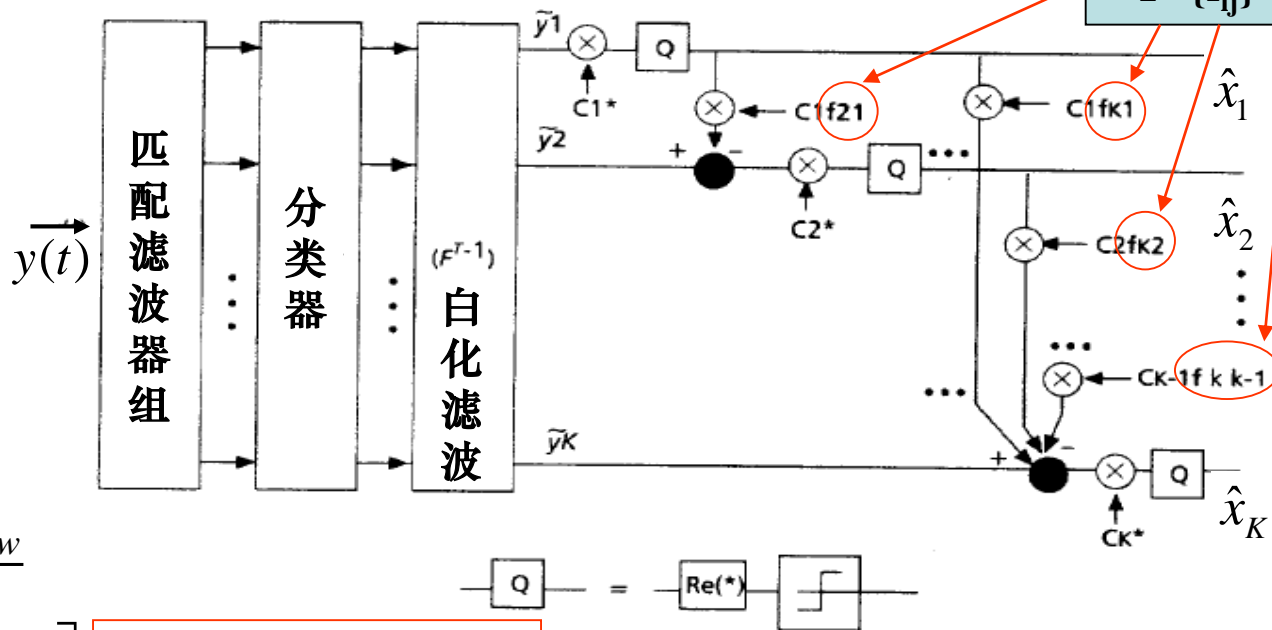 ỹ1
Q
C1*
C1f21
C1fK1
x̂₁
ỹ2
+
−
Q
C2*
C2fK2
x̂₂
y(t)
匹配滤波器组
分类器
(F^T-1)
白化滤波
CK-1f k k-1
ỹK
+
−
Q
CK*
x̂_K
w
Q = Re(*)